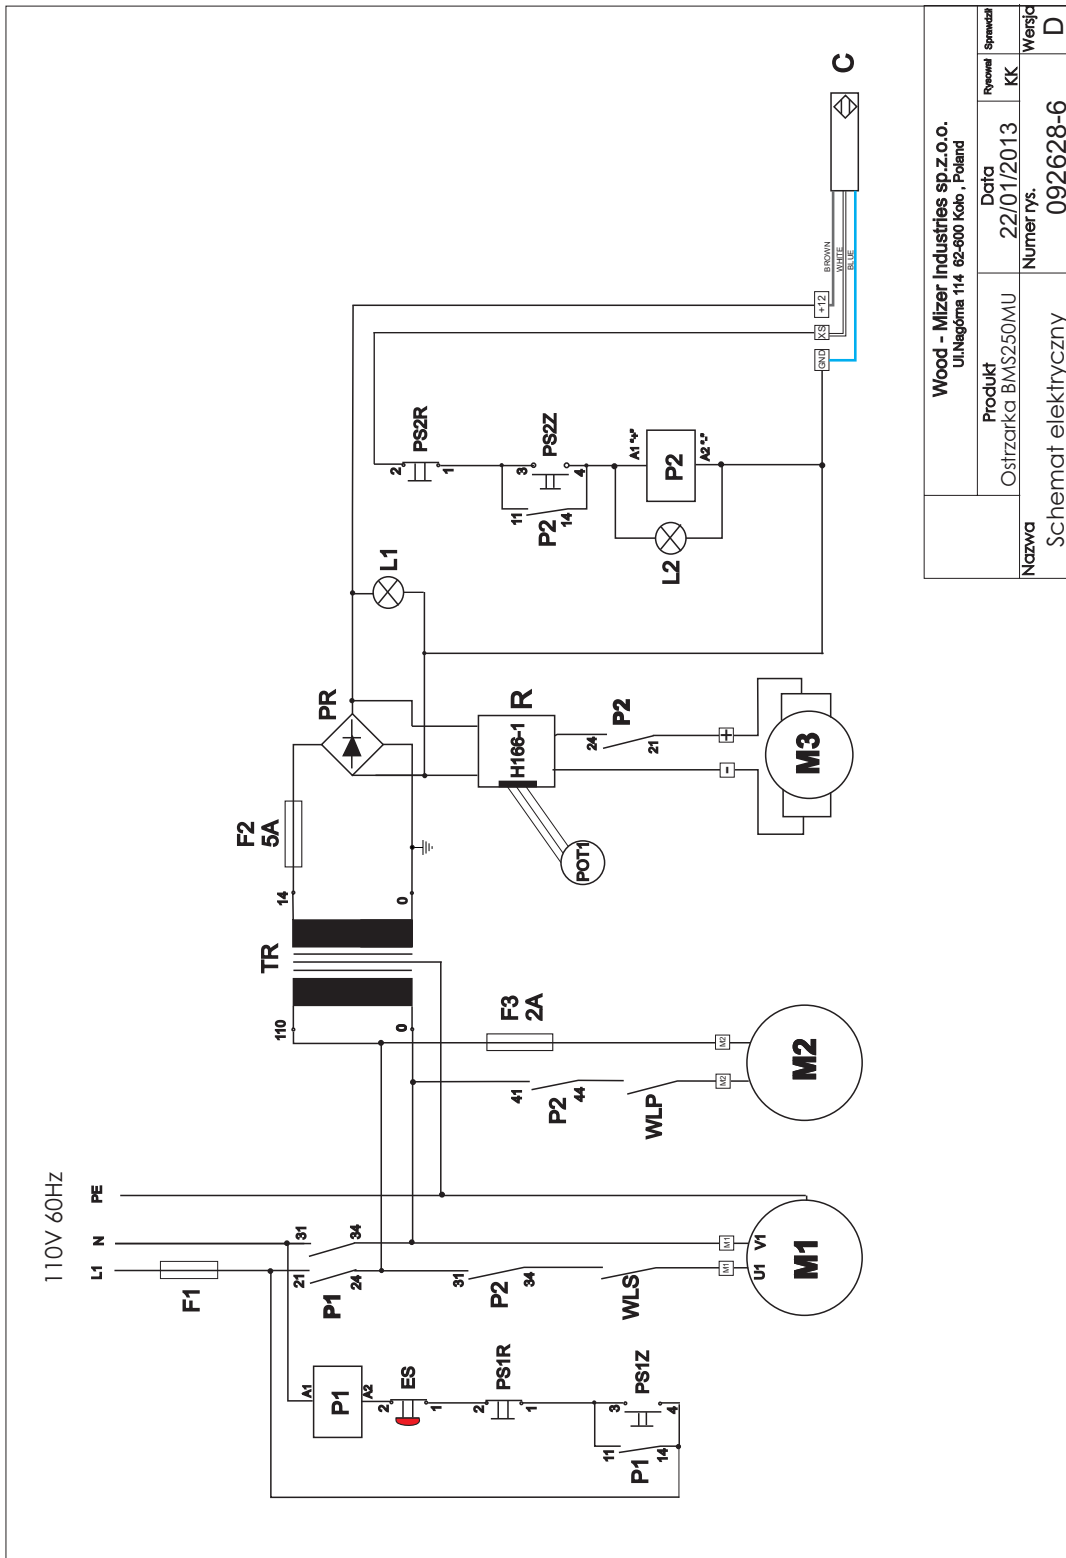 110V 60Hz
L1
N
PE
F1
21
31
P1
24
34
A1
P1
A2
2
ES
1
2
PS1R
1
3
PS1Z
4
11
P1
14
31
P2
34
WLS
M1
M1
U1
V1
M1
110
0
TR
14
0
F2
5A
F3
2A
41
P2
44
WLP
M2
M2
M2
PR
L1
H166-1
R
POT1
24
P2
21
-
+
M3
2
PS2R
1
3
PS2Z
4
11
P2
14
A1 "+"
P2
A2 "-"
L2
+12
XS
GND
BROWN
WHITE
BLUE
C
Wood - Mizer Industries sp.z.o.o.
Ul.Nagórna 114 62-600 Koło , Poland
Produkt
Ostrzarka BMS250MU
Data
22/01/2013
Rysował
KK
Sprawdził
Nazwa
Schemat elektryczny
Numer rys.
092628-6
Wersja
D